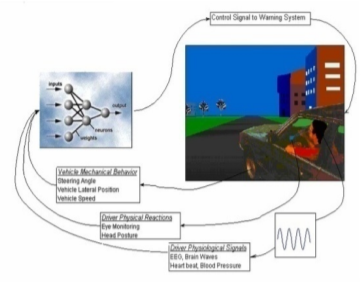 Control Signal to Warning System
inputs
output
neurons
weights
Vehicle Mechanical Behavior
Steering Angle
Vehicle Lateral Position
Vehicle Speed
Driver Physical Reactions
Eye Monitoring
Head Posture
Driver Physiological Signals
EEG, Brain Waves
Heart beat, Blood Pressure